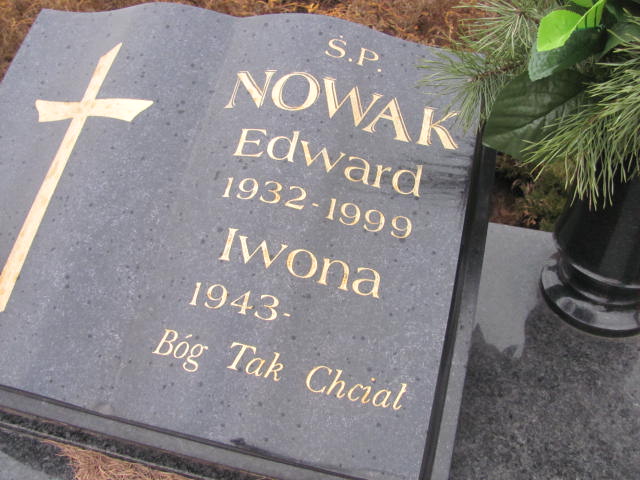 Ś.P.
NOWAK
Edward
1932-1999
Iwona
1943-
Bóg Tak Chciał